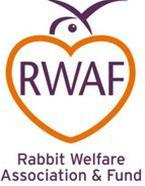 RWAF
Rabbit Welfare
Association & Fund